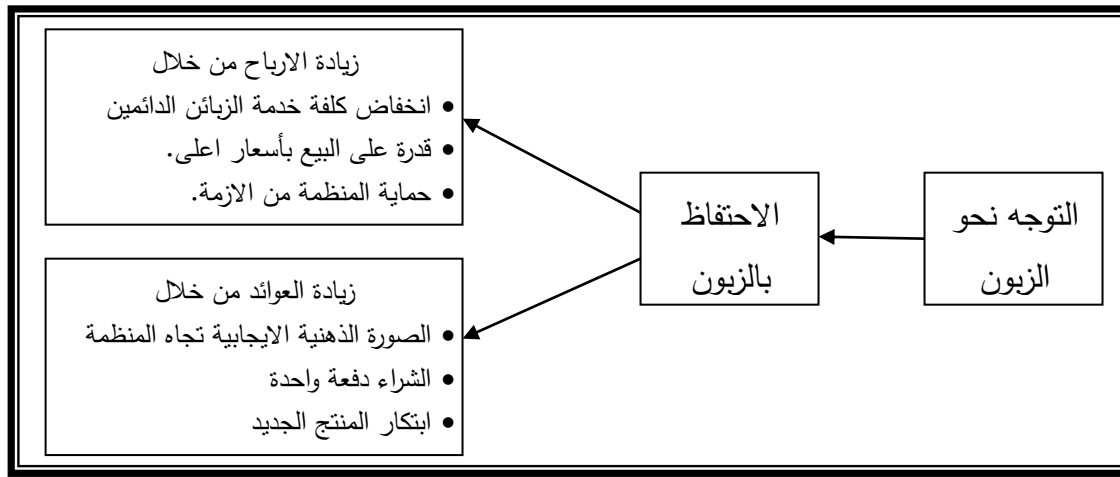 التوجه نحو
الزبون
الاحتفاظ
بالزبون
زيادة الارباح من خلال
• انخفاض كلفة خدمة الزبائن الدائمين
• قدرة على البيع بأسعار اعلى.
• حماية المنظمة من الازمة.
زيادة العوائد من خلال
• الصورة الذهنية الايجابية تجاه المنظمة
• الشراء دفعة واحدة
• ابتكار المنتج الجديد